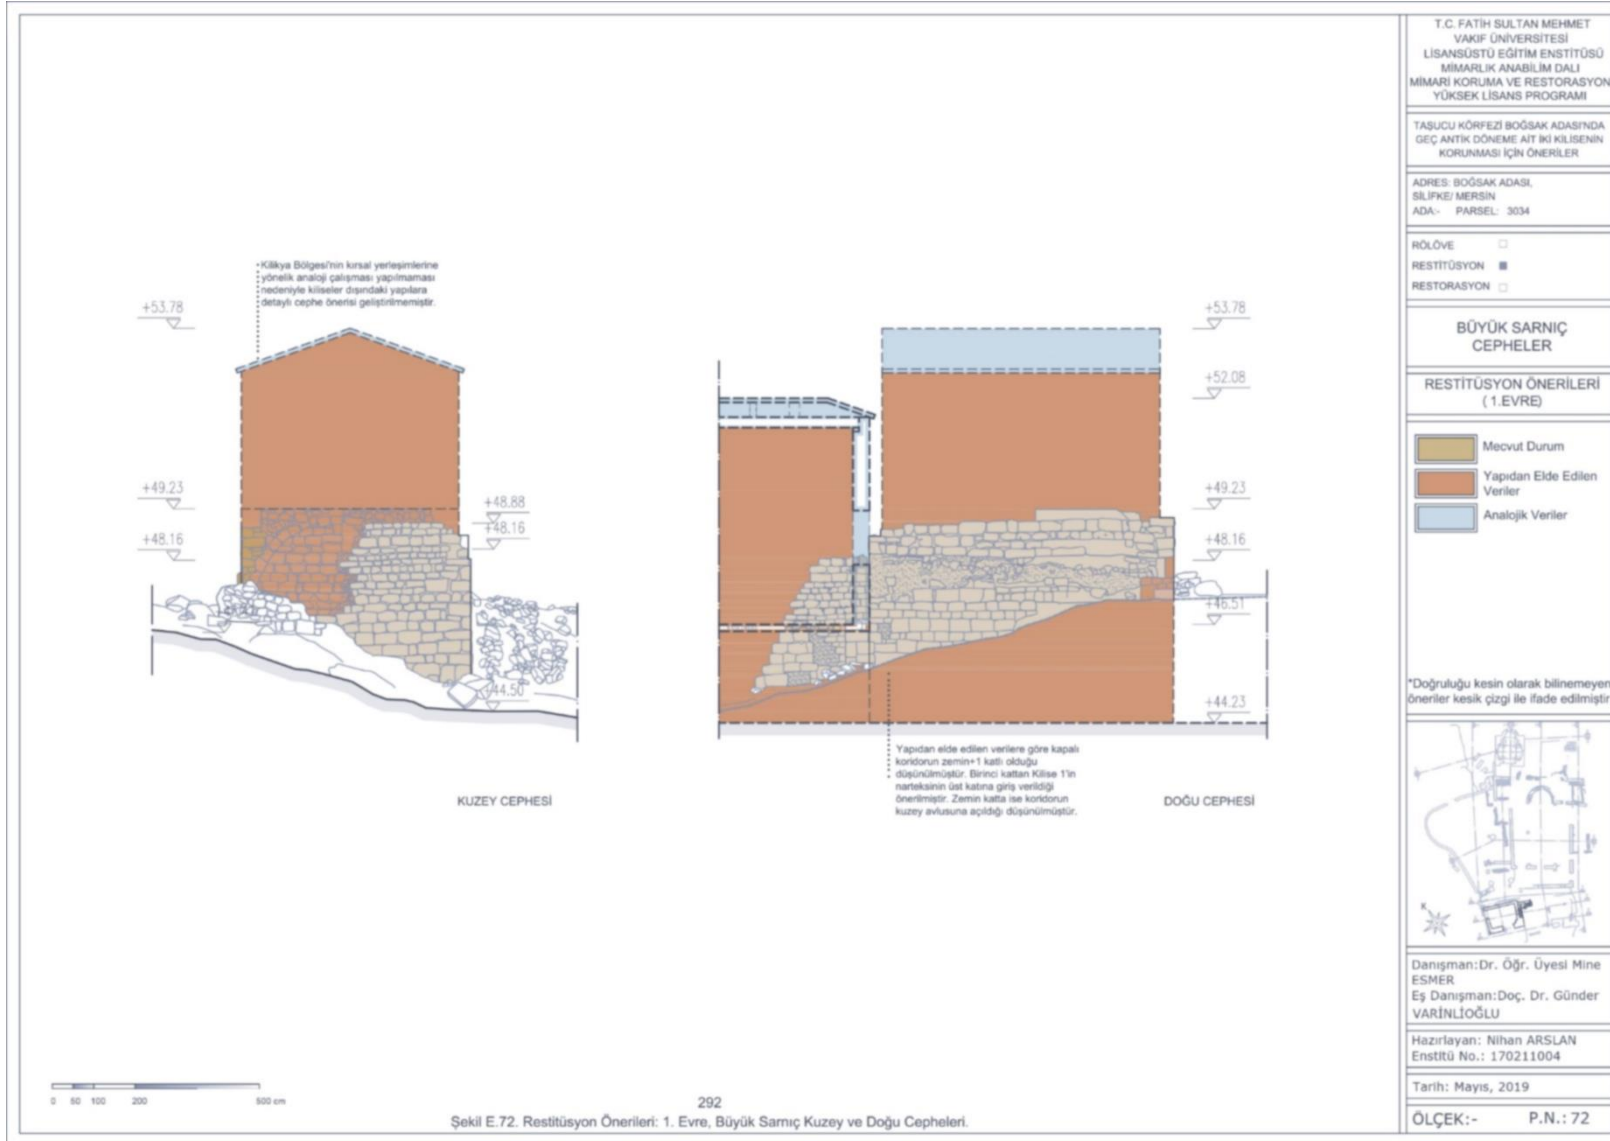 T.C. FATİH SULTAN MEHMET
VAKIF ÜNİVERSİTESİ
LİSANSÜSTÜ EĞİTİM ENSTİTÜSÜ
MİMARLIK ANABİLİM DALI
MİMARİ KORUMA VE RESTORASYON
YÜKSEK LİSANS PROGRAMI
TAŞUCU KÖRFEZİ BOĞSAK ADASI'NDA
GEÇ ANTİK DÖNEME AİT İKİ KİLİSENİN
KORUNMASI İÇİN ÖNERİLER
ADRES: BOĞSAK ADASI,
SİLİFKE/ MERSİN
ADA:- PARSEL: 3034
RÖLÖVE
RESTİTÜSYON
RESTORASYON
BÜYÜK SARNIÇ
CEPHELER
RESTİTÜSYON ÖNERİLERİ
( 1.EVRE)
Mecvut Durum
Yapıdan Elde Edilen
Veriler
Analojik Veriler
*Doğruluğu kesin olarak bilinemeyen
öneriler kesik çizgi ile ifade edilmiştir
K
Danışman:Dr. Öğr. Üyesi Mine
ESMER
Eş Danışman:Doç. Dr. Günder
VARİNLİOĞLU
Hazırlayan: Nihan ARSLAN
Enstitü No.: 170211004
Tarih: Mayıs, 2019
ÖLÇEK:- P.N.: 72
Kilikya Bölgesi'nin kırsal yerleşimlerine
yönelik analoji çalışması yapılmaması
nedeniyle kiliseler dışındaki yapılara
detaylı cephe önerisi geliştirilmemiştir.
+53.78
+49.23
+48.16
+48.88
+48.16
+44.50
KUZEY CEPHESİ
+53.78
+52.08
+49.23
+48.16
+46.51
+44.23
Yapıdan elde edilen verilere göre kapalı
koridorun zemin+1 katlı olduğu
düşünülmüştür. Birinci kattan Kilise 1'in
narteksinin üst katına giriş verildiği
önerilmiştir. Zemin katta ise koridorun
kuzey avlusuna açıldığı düşünülmüştür.
DOĞU CEPHESİ
0 50 100 200 500 cm
292
Şekil E.72. Restitüsyon Önerileri: 1. Evre, Büyük Sarnıç Kuzey ve Doğu Cepheler.